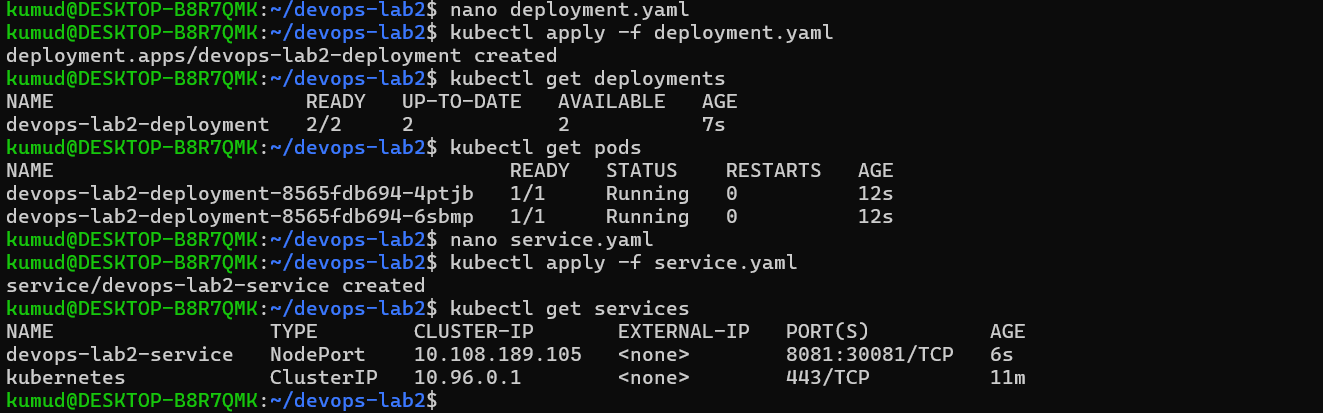 kumud@DESKTOP-B8R7QMK:~/devops-lab2$ nano deployment.yaml
kumud@DESKTOP-B8R7QMK:~/devops-lab2$ kubectl apply -f deployment.yaml
deployment.apps/devops-lab2-deployment created
kumud@DESKTOP-B8R7QMK:~/devops-lab2$ kubectl get deployments
NAME                     READY   UP-TO-DATE   AVAILABLE   AGE
devops-lab2-deployment   2/2     2            2           7s
kumud@DESKTOP-B8R7QMK:~/devops-lab2$ kubectl get pods
NAME                                      READY   STATUS    RESTARTS   AGE
devops-lab2-deployment-8565fdb694-4ptjb   1/1     Running   0          12s
devops-lab2-deployment-8565fdb694-6sbmp   1/1     Running   0          12s
kumud@DESKTOP-B8R7QMK:~/devops-lab2$ nano service.yaml
kumud@DESKTOP-B8R7QMK:~/devops-lab2$ kubectl apply -f service.yaml
service/devops-lab2-service created
kumud@DESKTOP-B8R7QMK:~/devops-lab2$ kubectl get services
NAME                  TYPE        CLUSTER-IP       EXTERNAL-IP   PORT(S)          AGE
devops-lab2-service   NodePort    10.108.189.105   <none>        8081:30081/TCP   6s
kubernetes            ClusterIP   10.96.0.1        <none>        443/TCP          11m
kumud@DESKTOP-B8R7QMK:~/devops-lab2$